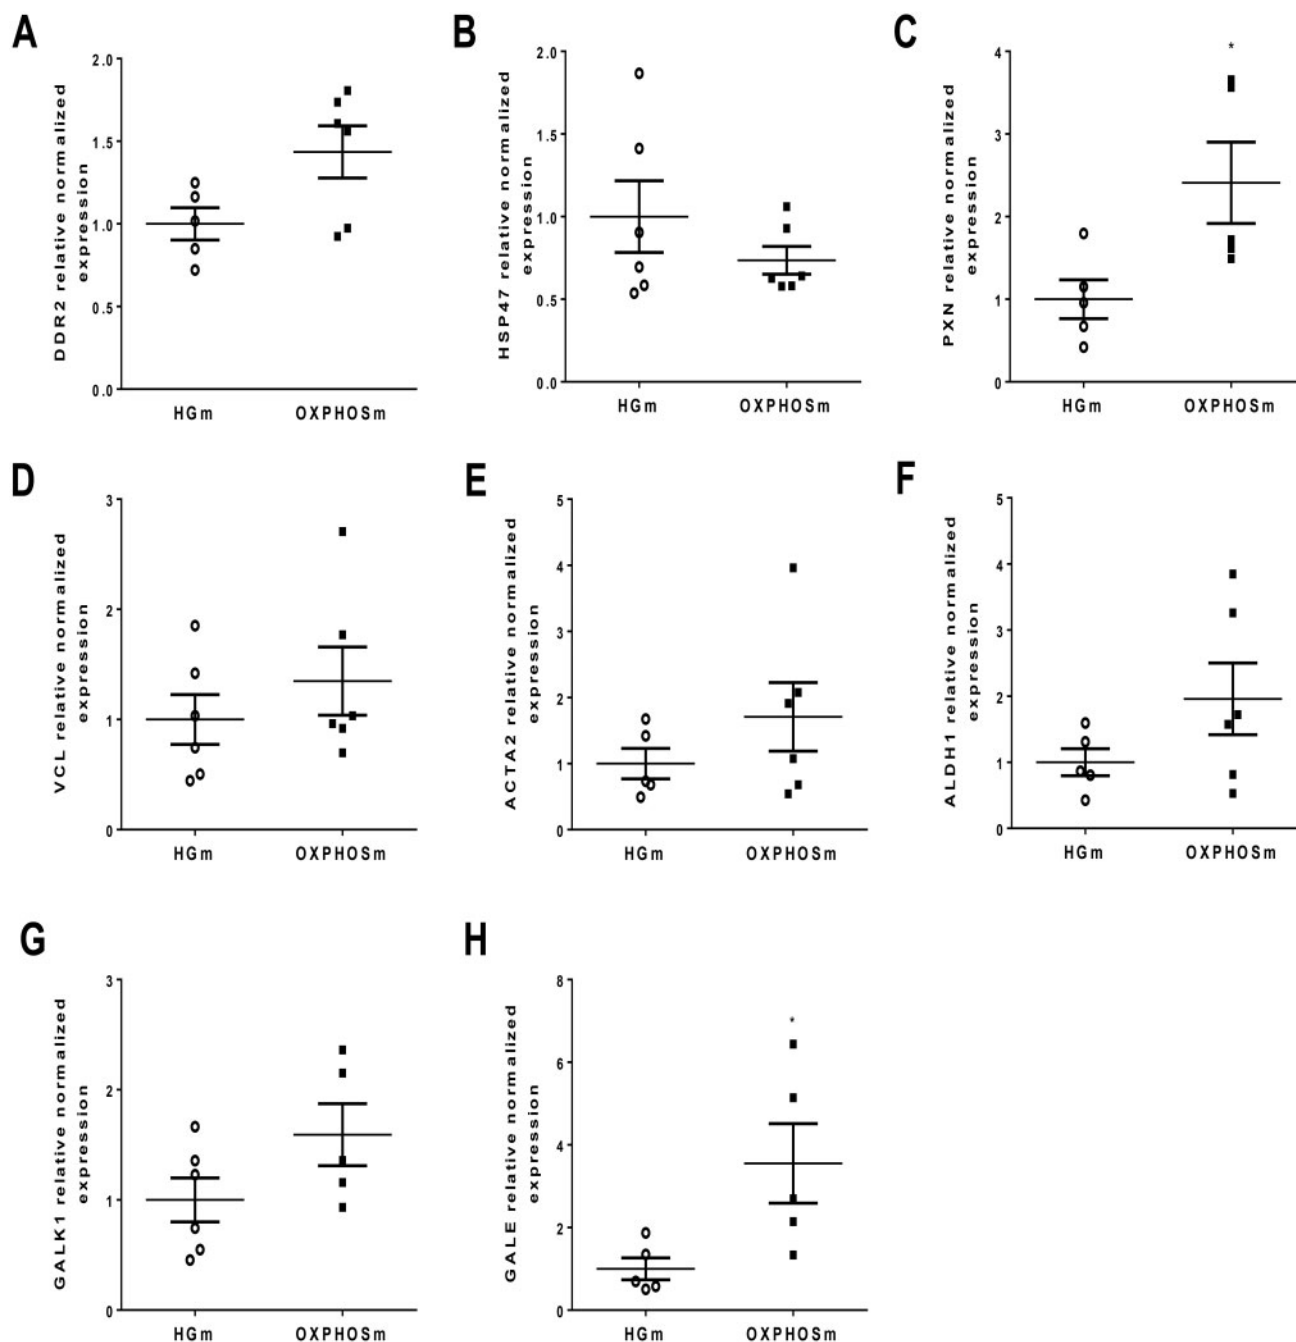 A
DDR2 relative normalized
expression
2.0
1.5
1.0
0.5
0.0
HGm OXPHOSm
B
HSP47 relative normalized
expression
2.0
1.5
1.0
0.5
0.0
HGm OXPHOSm
C
PXN relative normalized
expression
4
3
2
1
0
*
HGm OXPHOSm
D
VCL relative normalized
expression
3
2
1
0
HGm OXPHOSm
E
ACTA2 relative normalized
expression
5
4
3
2
1
0
HGm OXPHOSm
F
ALDH1 relative normalized
expression
5
4
3
2
1
0
HGm OXPHOSm
G
GALK1 relative normalized
expression
3
2
1
0
HGm OXPHOSm
H
GALE relative normalized
expression
8
6
4
2
0
*
HGm OXPHOSm